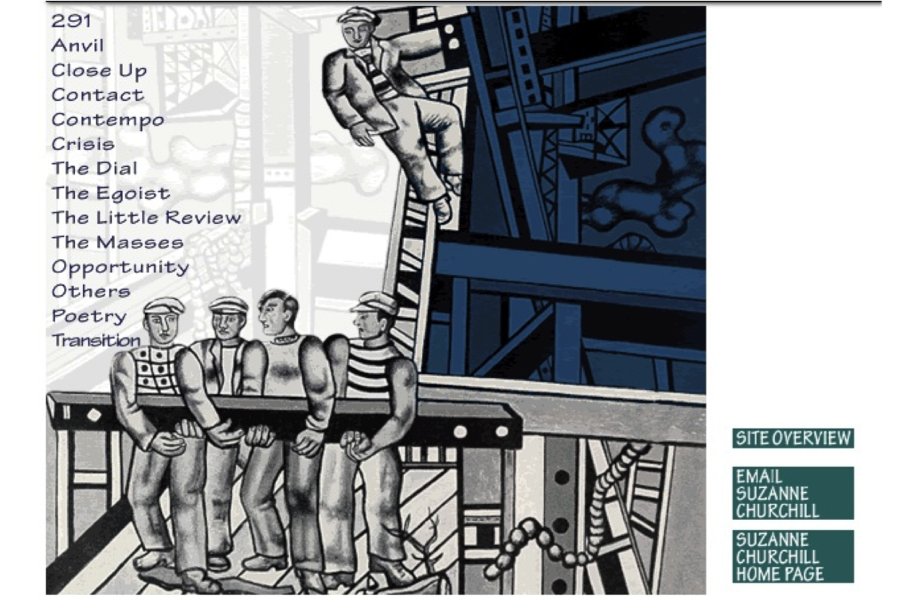 291
Anvil
Close Up
Contact
Contempo
Crisis
The Dial
The Egoist
The Little Review
The Masses
Opportunity
Others
Poetry
Transition
SITE OVERVIEW
EMAIL
SUZANNE
CHURCHILL
SUZANNE
CHURCHILL
HOME PAGE